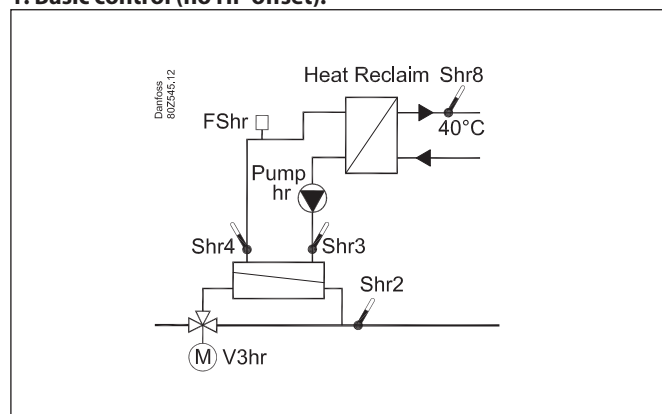 1. Basic control (no HP offset):
Danfoss
80Z545.12
Heat Reclaim Shr8
FShr
40°C
Pump
hr
Shr4
Shr3
Shr2
M V3hr